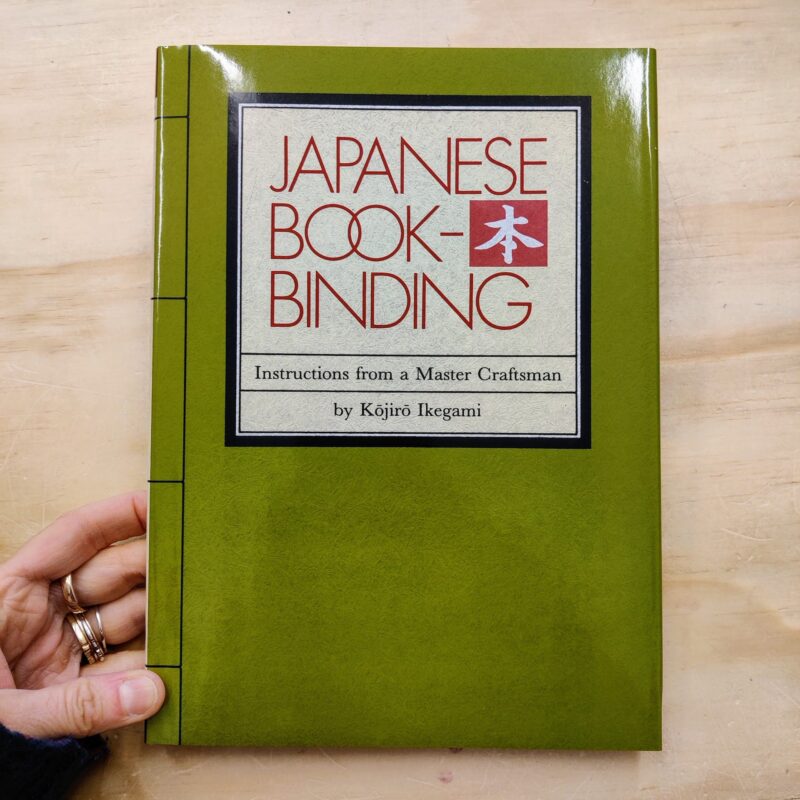 JAPANESE
BOOK- 本
BINDING
Instructions from a Master Craftsman
by Kōjirō Ikegami